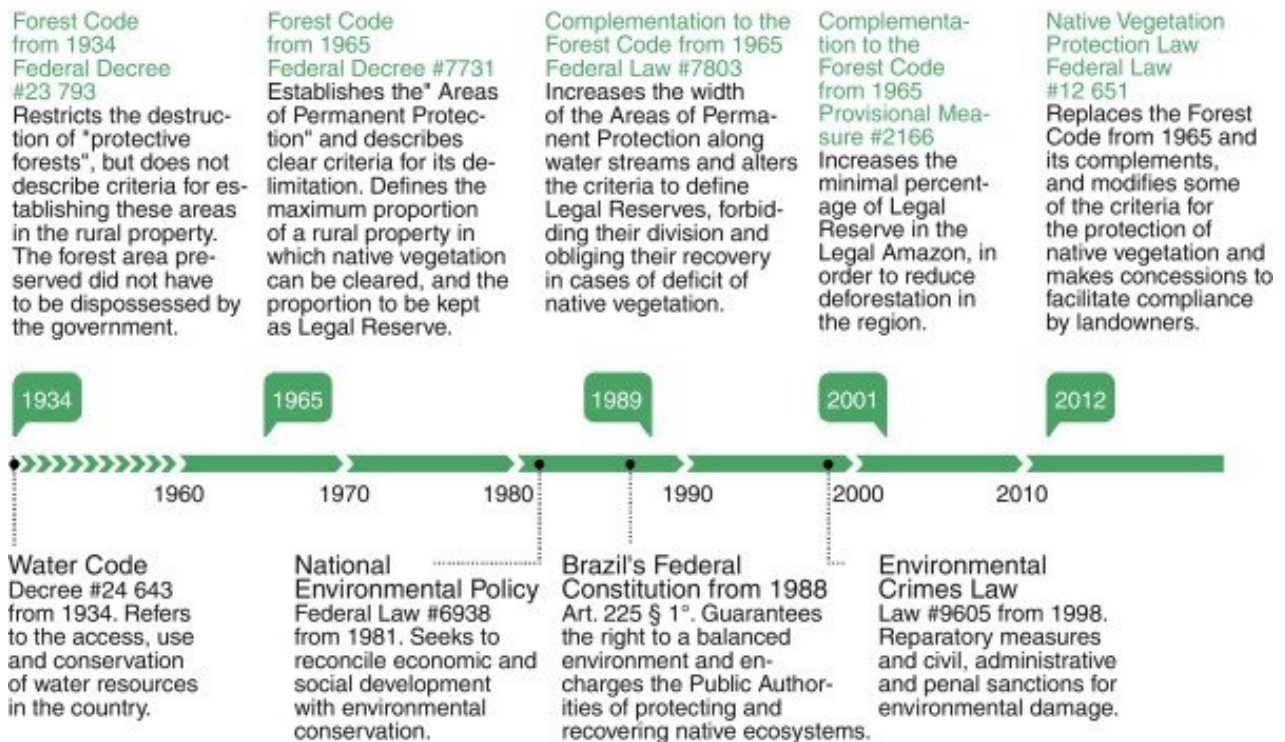 Forest Code
from 1934
Federal Decree
#23 793
Restricts the destruc-
tion of "protective
forests", but does not
describe criteria for es-
tablishing these areas
in the rural property.
The forest area pre-
served did not have
to be dispossessed by
the government.
Forest Code
from 1965
Federal Decree #7731
Establishes the" Areas
of Permanent Protec-
tion" and describes
clear criteria for its de-
limitation. Defines the
maximum proportion
of a rural property in
which native vegetation
can be cleared, and the
proportion to be kept
as Legal Reserve.
Complementation to the
Forest Code from 1965
Federal Law #7803
Increases the width
of the Areas of Perma-
nent Protection along
water streams and alters
the criteria to define
Legal Reserves, forbid-
ding their division and
obliging their recovery
in cases of deficit of
native vegetation.
Complementa-
tion to the
Forest Code
from 1965
Provisional Mea-
sure #2166
Increases the
minimal percent-
age of Legal
Reserve in the
Legal Amazon, in
order to reduce
deforestation in
the region.
Native Vegetation
Protection Law
Federal Law
#12 651
Replaces the Forest
Code from 1965 and
its complements,
and modifies some
of the criteria for
the protection of
native vegetation and
makes concessions to
facilitate compliance
by landowners.
1934
1965
1989
2001
2012
1960
1970
1980
1990
2000
2010
Water Code
Decree #24 643
from 1934. Refers
to the access, use
and conservation
of water resources
in the country.
National
Environmental Policy
Federal Law #6938
from 1981. Seeks to
reconcile economic and
social development
with environmental
conservation.
Brazil's Federal
Constitution from 1988
Art. 225 § 1°. Guarantees
the right to a balanced
environment and en-
charges the Public Author-
ities of protecting and
recovering native ecosystems.
Environmental
Crimes Law
Law #9605 from 1998.
Reparatory measures
and civil, administrative
and penal sanctions for
environmental damage.